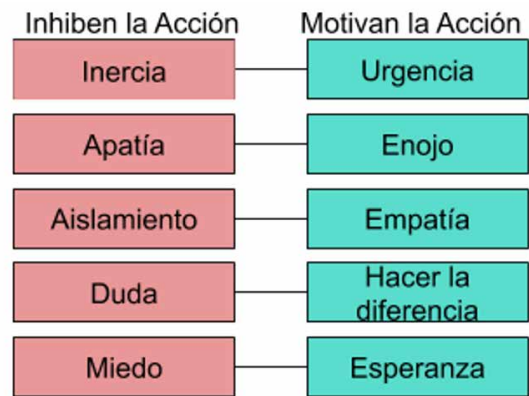 Inhiben la Acción
Motivan la Acción
Inercia
Urgencia
Apatía
Enojo
Aislamiento
Empatía
Duda
Hacer la
diferencia
Miedo
Esperanza